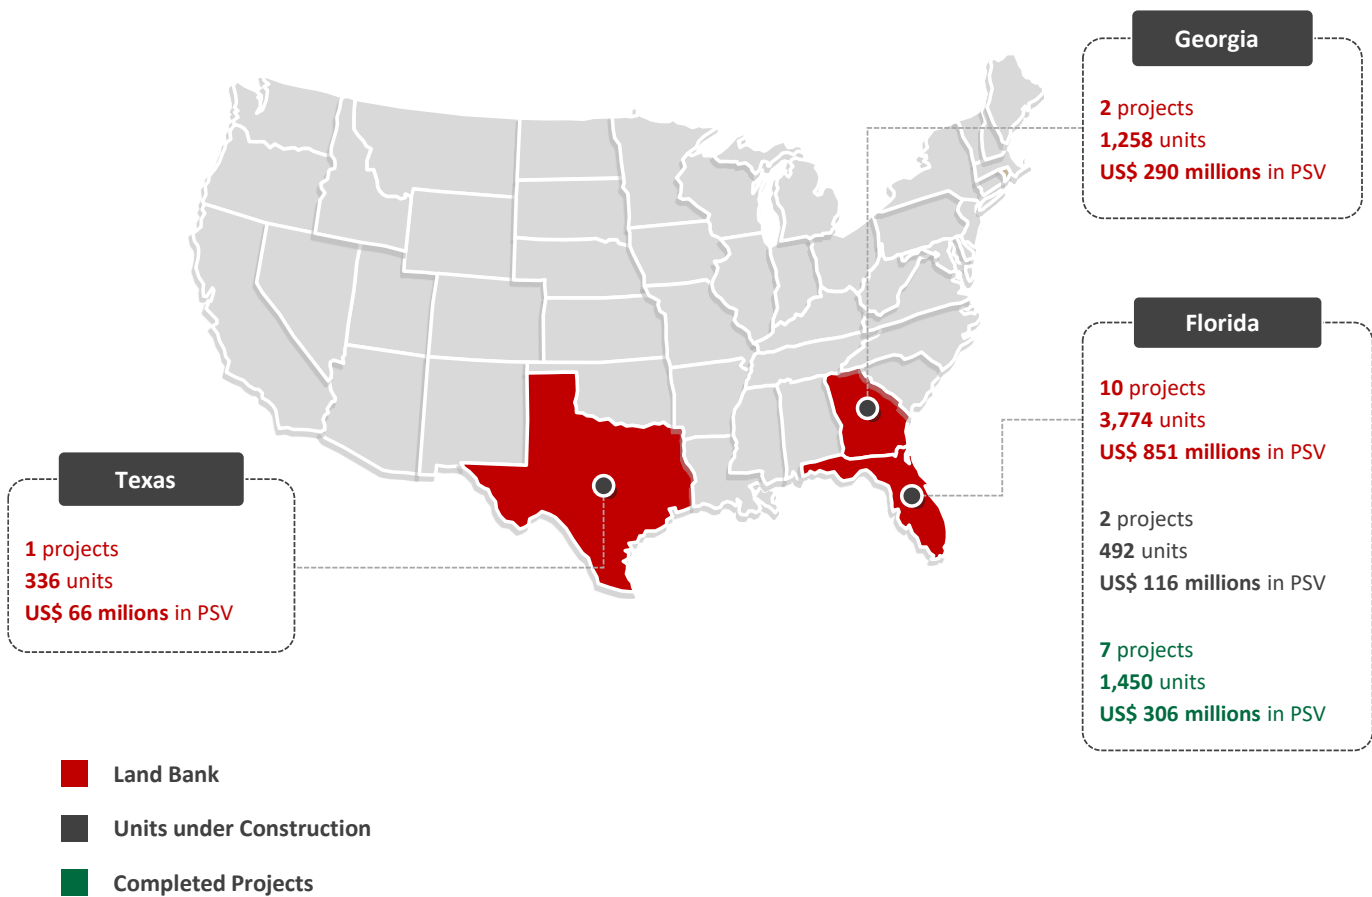 Georgia
2 projects
1,258 units
US$ 290 millions in PSV
Florida
10 projects
3,774 units
US$ 851 millions in PSV
2 projects
492 units
US$ 116 millions in PSV
7 projects
1,450 units
US$ 306 millions in PSV
Texas
1 projects
336 units
US$ 66 milions in PSV
Land Bank
Units under Construction
Completed Projects